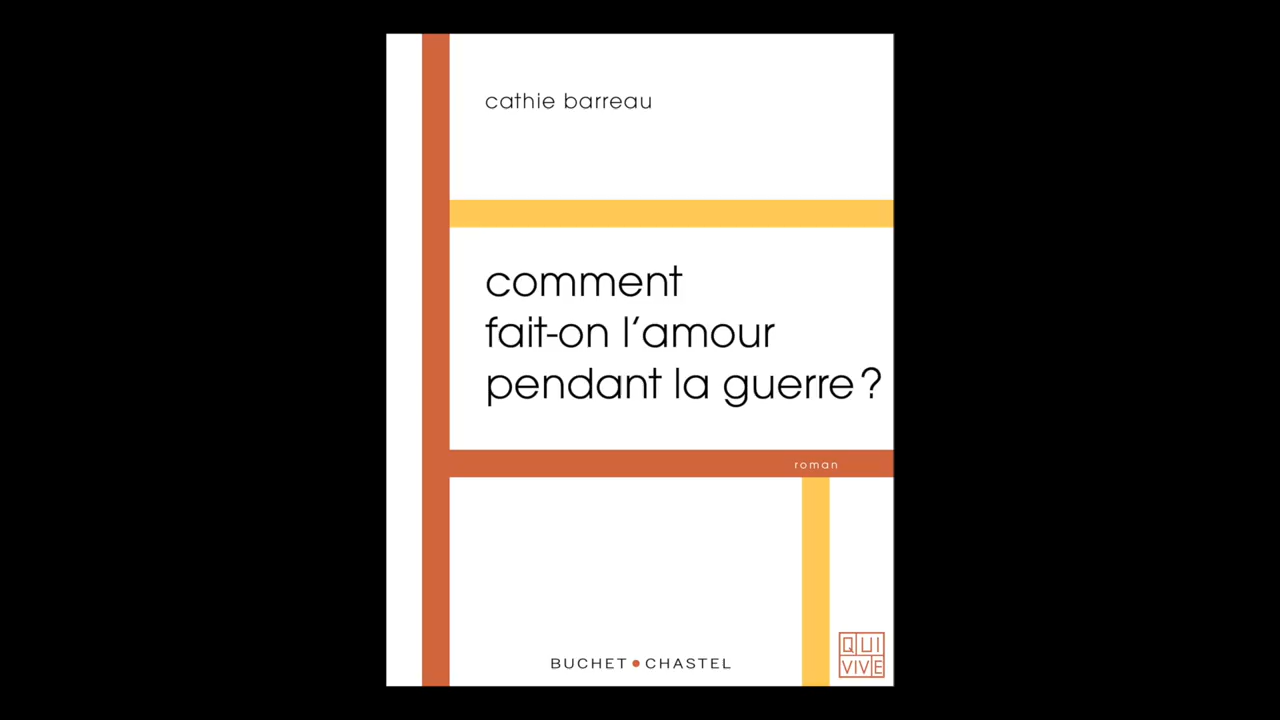 cathie barreau
comment
fait-on l’amour
pendant la guerre ?
roman
BUCHET • CHASTEL
QUI
VIVE